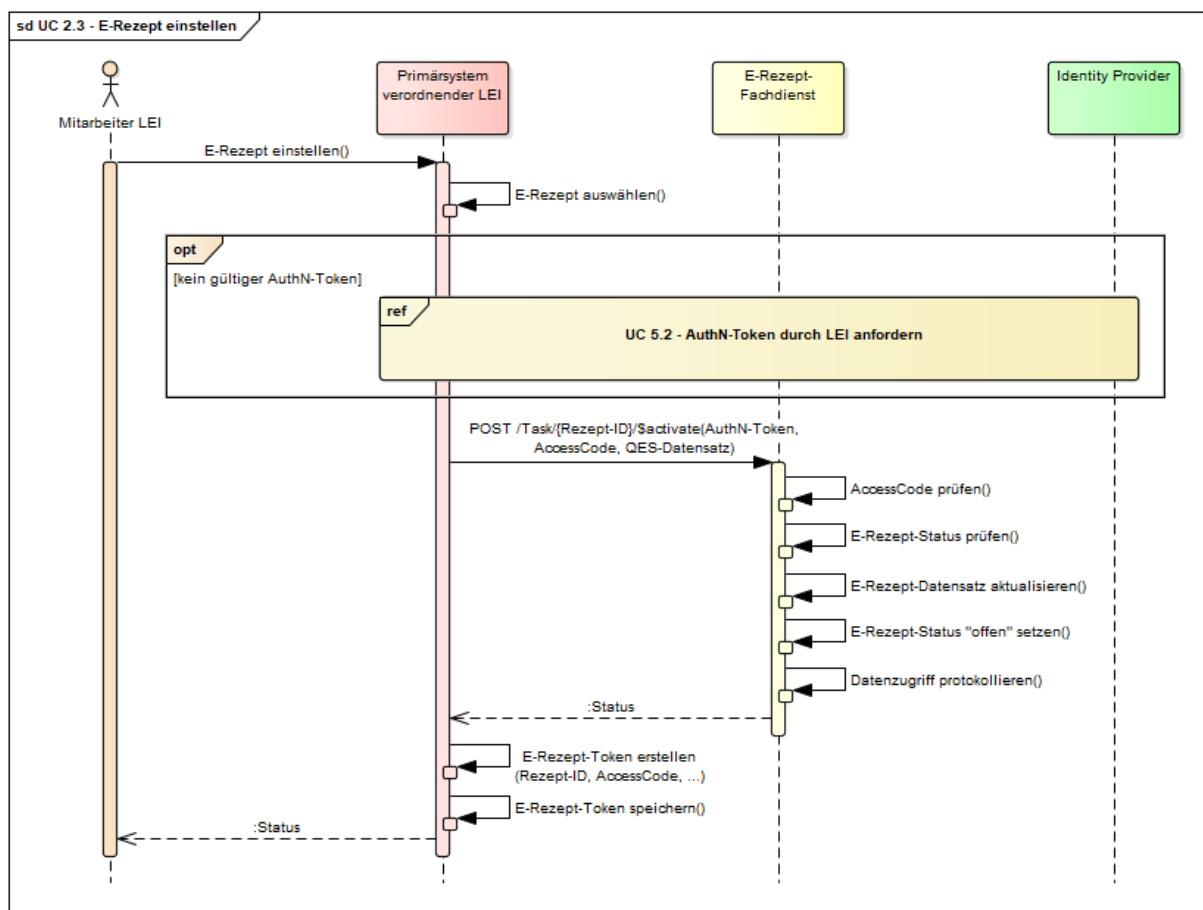 sd UC 2.3 - E-Rezept einstellen
Mitarbeiter LEI
Primärsystem
verordnender LEI
E-Rezept-
Fachdienst
Identity Provider
E-Rezept einstellen()
E-Rezept auswählen()
opt
[kein gültiger AuthN-Token]
ref
UC 5.2 - AuthN-Token durch LEI anfordern
POST /Task/{Rezept-ID}/$activate(AuthN-Token,
AccessCode, QES-Datensatz)
AccessCode prüfen()
E-Rezept-Status prüfen()
E-Rezept-Datensatz aktualisieren()
E-Rezept-Status "offen" setzen()
Datenzugriff protokollieren()
:Status
E-Rezept-Token erstellen
(Rezept-ID, AccessCode, ...)
E-Rezept-Token speichern()
:Status